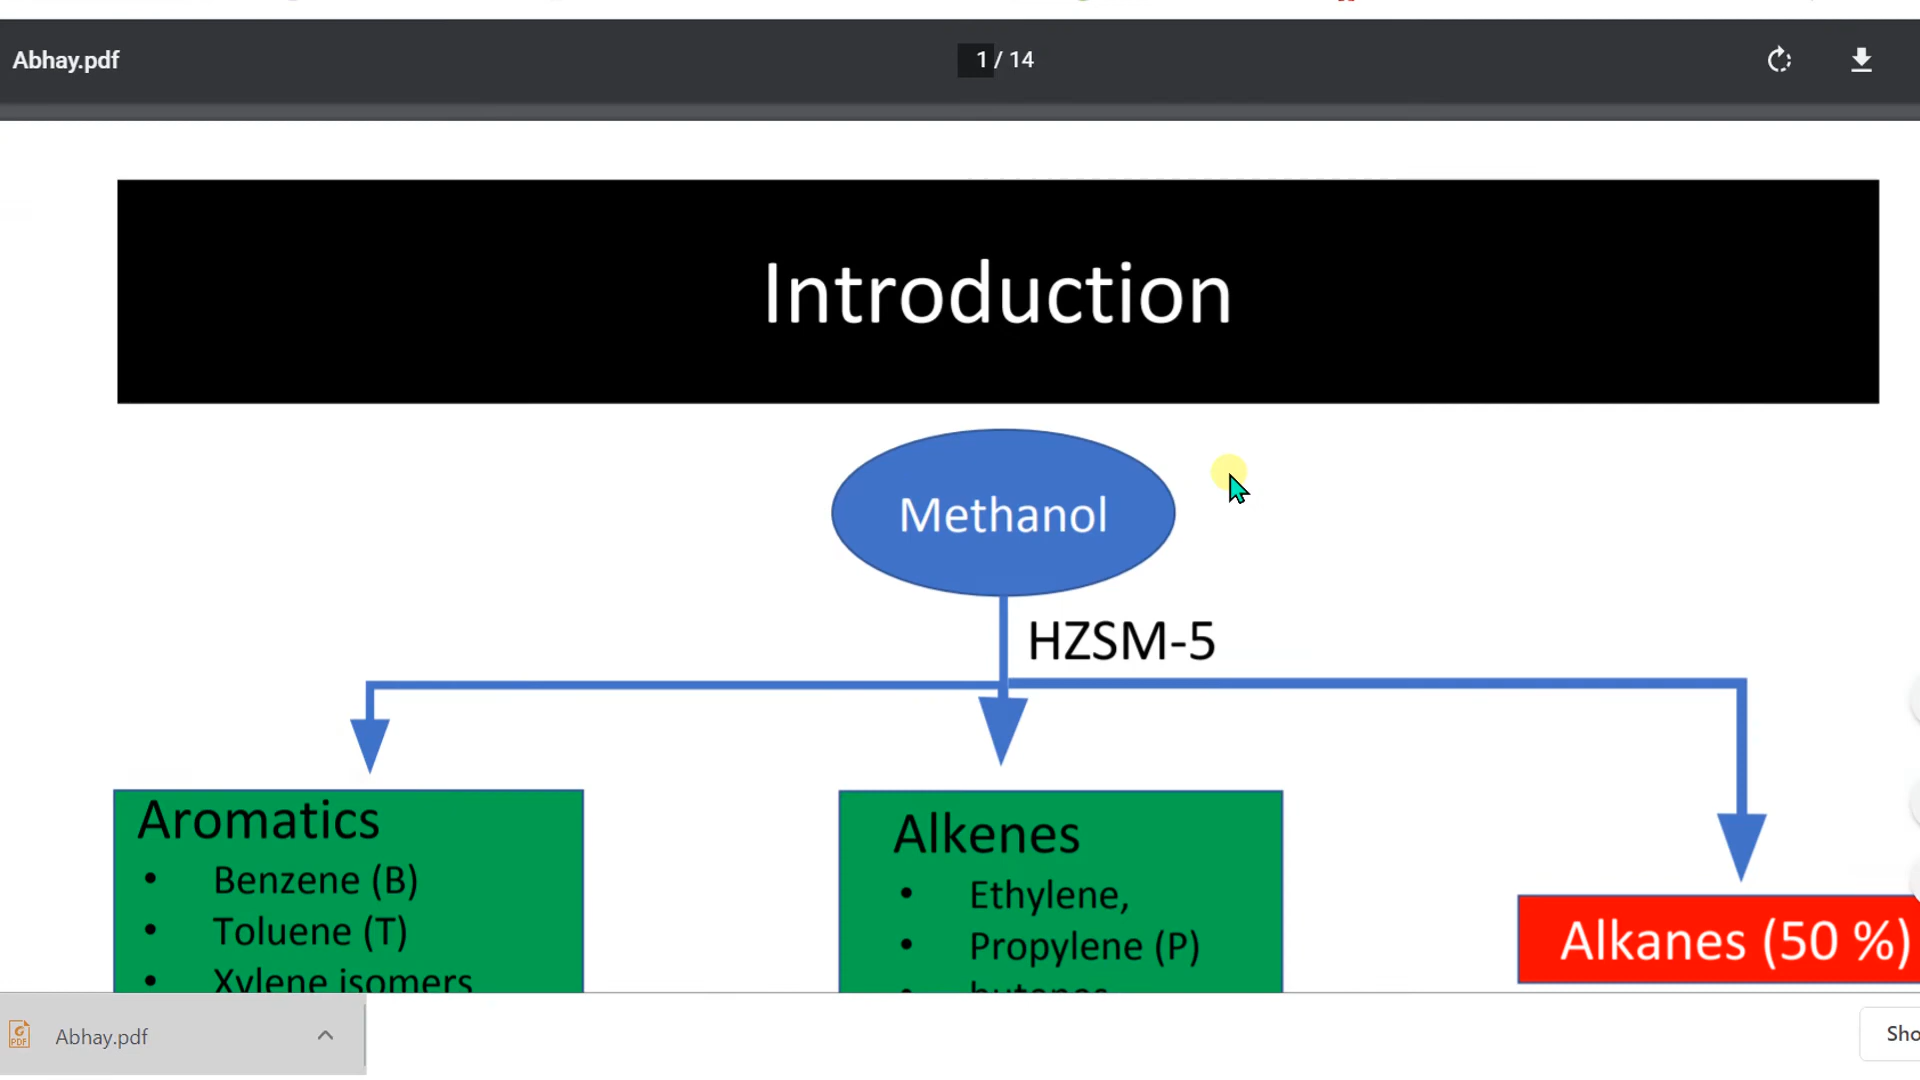 Abhay.pdf
1 / 14
Introduction
Methanol
HZSM-5
Aromatics
• Benzene (B)
• Toluene (T)
• Xylene isomers
Alkenes
• Ethylene,
• Propylene (P)
• butenes
Alkanes (50 %)
Abhay.pdf
Sho